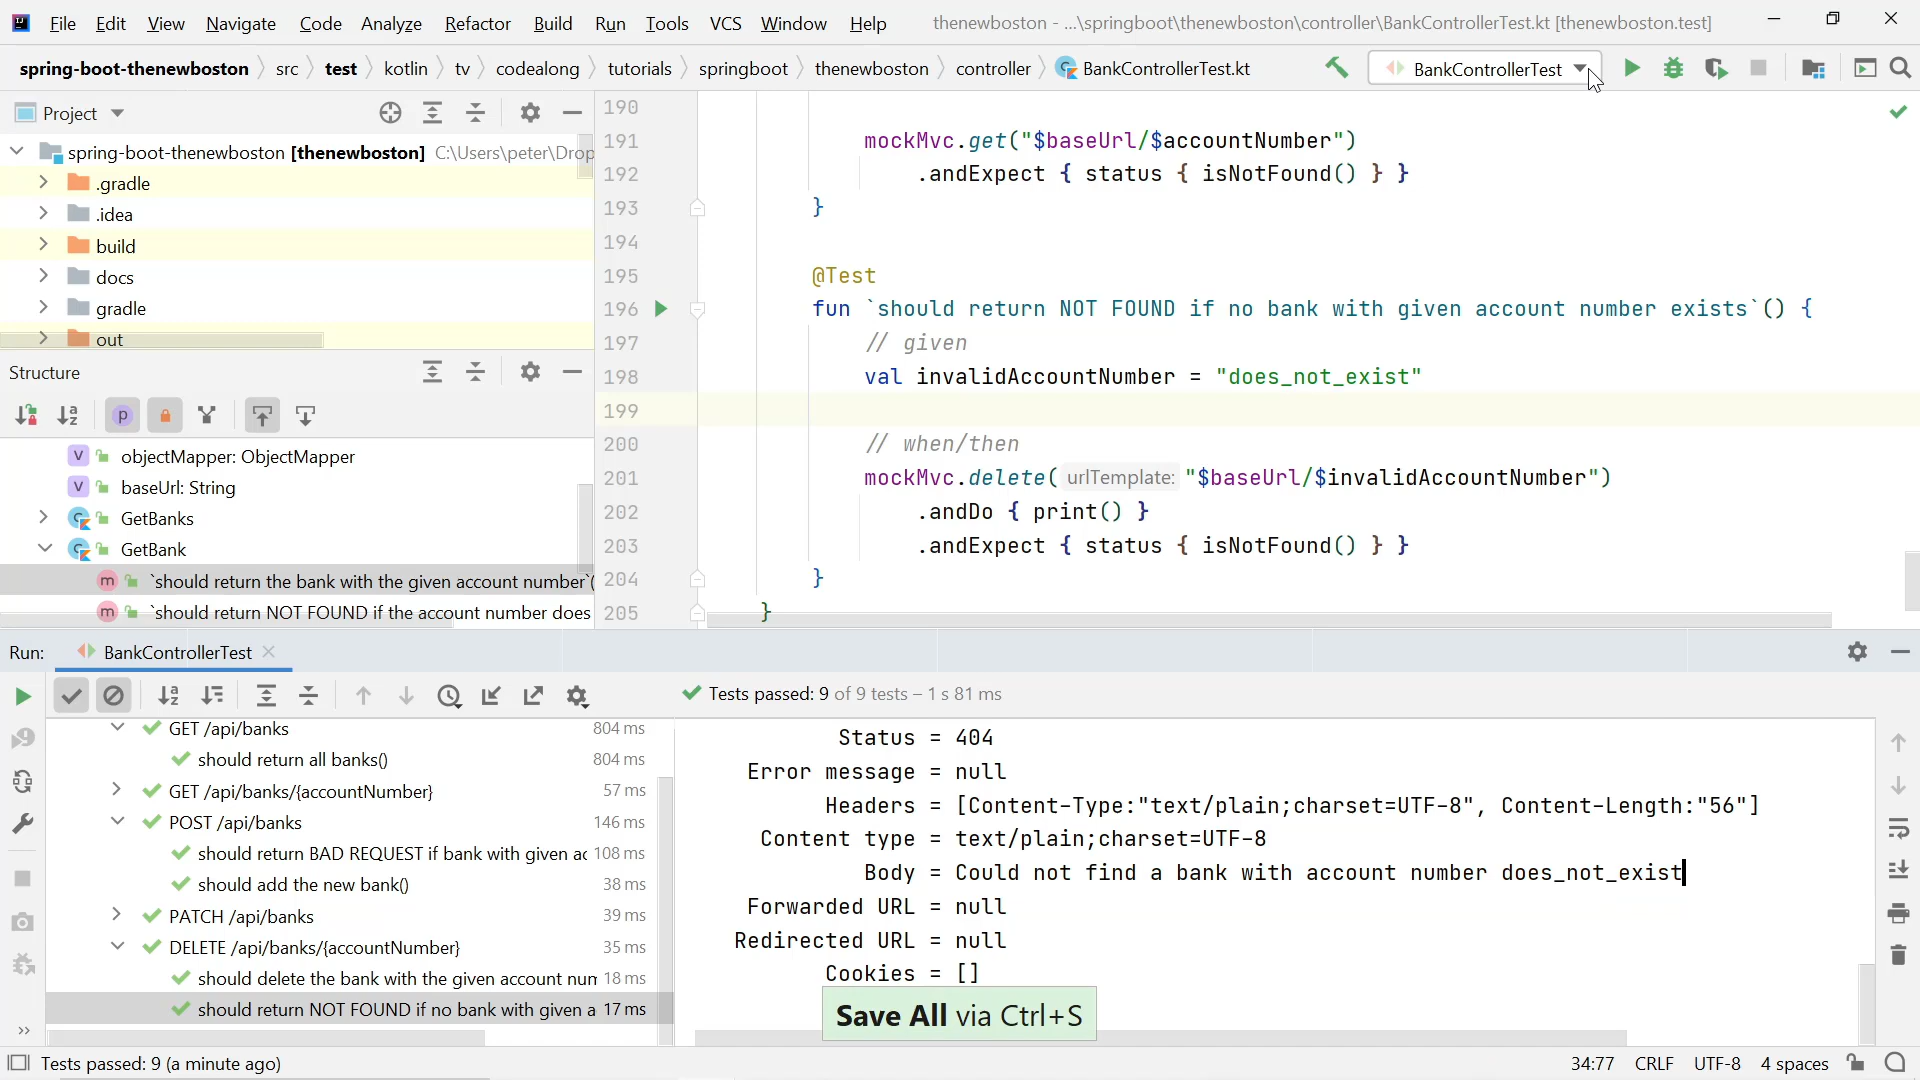 File Edit View Navigate Code Analyze Refactor Build Run Tools VCS Window Help thenewboston - ...\springboot\thenewboston\controller\BankControllerTest.kt [thenewboston.test]
spring-boot-thenewboston src test kotlin tv codealong tutorials springboot thenewboston controller BankControllerTest.kt BankControllerTest
Project
spring-boot-thenewboston [thenewboston] C:\Users\peter\Drop
.gradle
.idea
build
docs
gradle
out
Structure
objectMapper: ObjectMapper
baseUrl: String
GetBanks
GetBank
`should return the bank with the given account number`(
`should return NOT FOUND if the account number does
190
191 mockMvc.get("$baseUrl/$accountNumber")
192 .andExpect { status { isNotFound() } }
193 }
194
195 @Test
196 fun `should return NOT FOUND if no bank with given account number exists`() {
197 // given
198 val invalidAccountNumber = "does_not_exist"
199
200 // when/then
201 mockMvc.delete( urlTemplate: "$baseUrl/$invalidAccountNumber")
202 .andDo { print() }
203 .andExpect { status { isNotFound() } }
204 }
205 }
Run: BankControllerTest
Tests passed: 9 of 9 tests – 1 s 81 ms
GET /api/banks 804 ms
should return all banks() 804 ms
GET /api/banks/{accountNumber} 57 ms
POST /api/banks 146 ms
should return BAD REQUEST if bank with given ac 108 ms
should add the new bank() 38 ms
PATCH /api/banks 39 ms
DELETE /api/banks/{accountNumber} 35 ms
should delete the bank with the given account num 18 ms
should return NOT FOUND if no bank with given a 17 ms
Status = 404
Error message = null
Headers = [Content-Type:"text/plain;charset=UTF-8", Content-Length:"56"]
Content type = text/plain;charset=UTF-8
Body = Could not find a bank with account number does_not_exist
Forwarded URL = null
Redirected URL = null
Cookies = []
Save All via Ctrl+S
Tests passed: 9 (a minute ago) 34:77 CRLF UTF-8 4 spaces